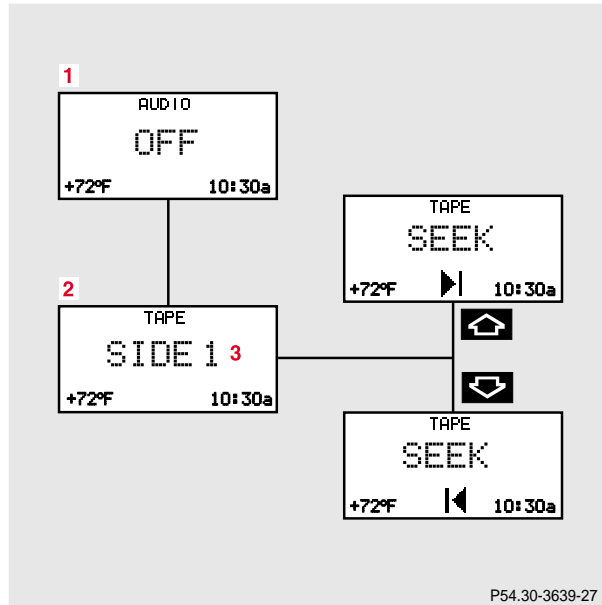 1
AUDIO
OFF
+72°F 10:30a
2
TAPE
SIDE 1 3
+72°F 10:30a
TAPE
SEEK
+72°F 10:30a
TAPE
SEEK
+72°F 10:30a
P54.30-3639-27